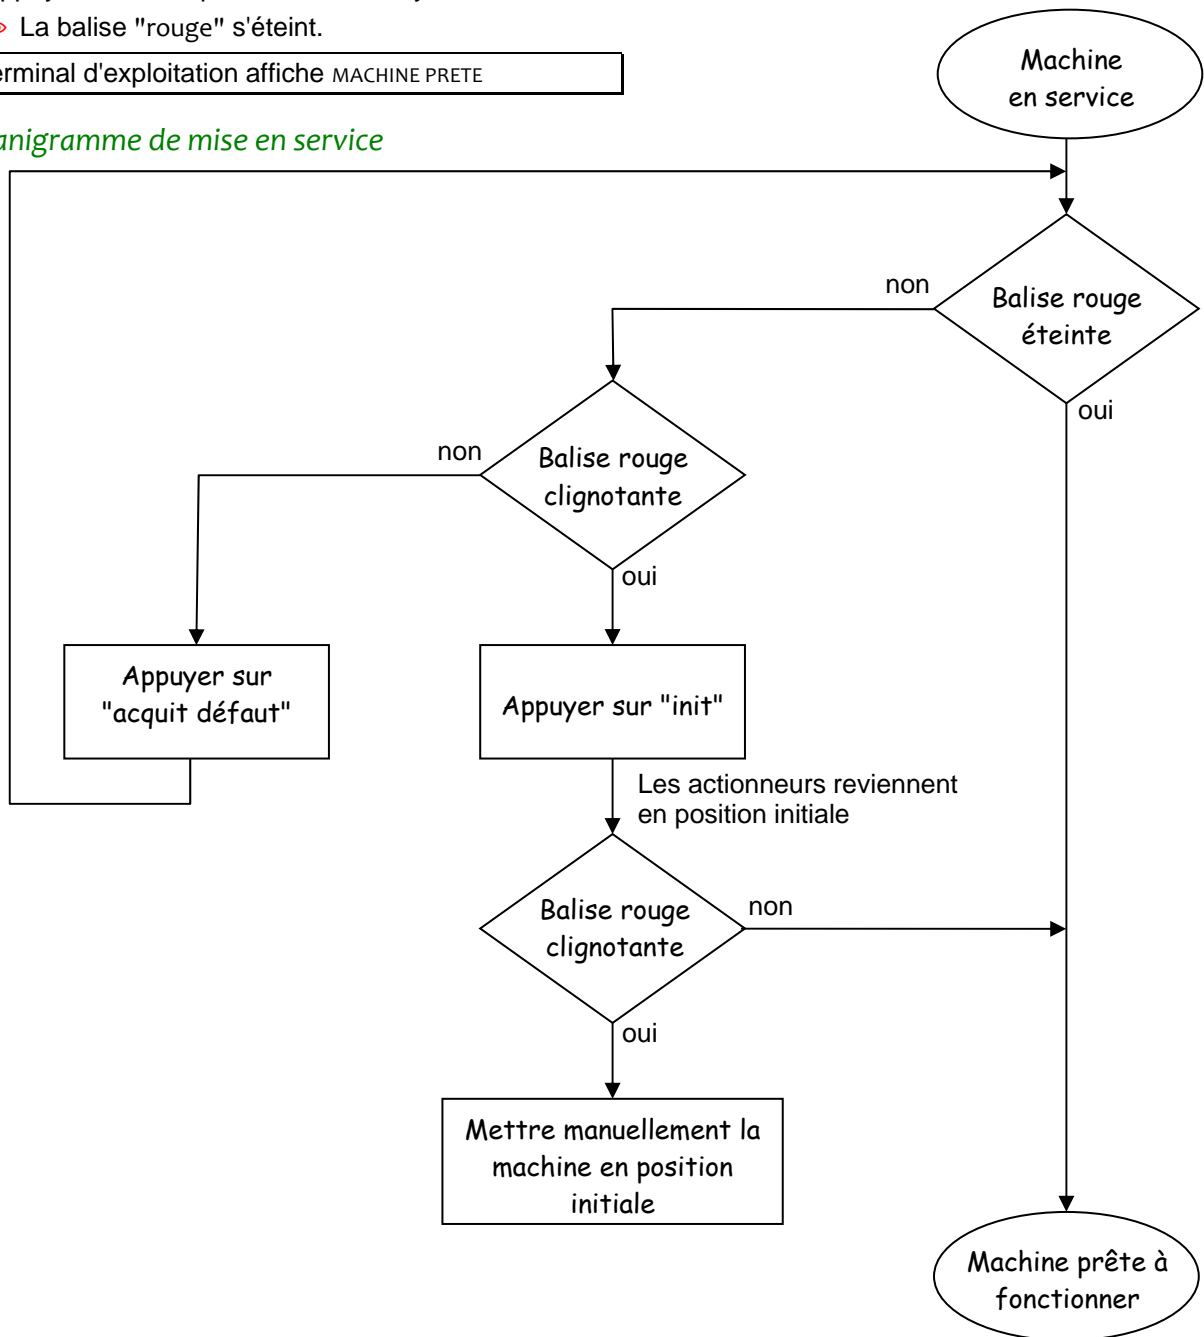 La balise "rouge" s'éteint.
erminal d'exploitation affiche MACHINE PRETE
anigramme de mise en service
Machine
en service
non
Balise rouge
éteinte
oui
non
Balise rouge
clignotante
oui
Appuyer sur
"acquit défaut"
Appuyer sur "init"
Les actionneurs reviennent
en position initiale
Balise rouge
clignotante
non
oui
Mettre manuellement la
machine en position
initiale
Machine prête à
fonctionner